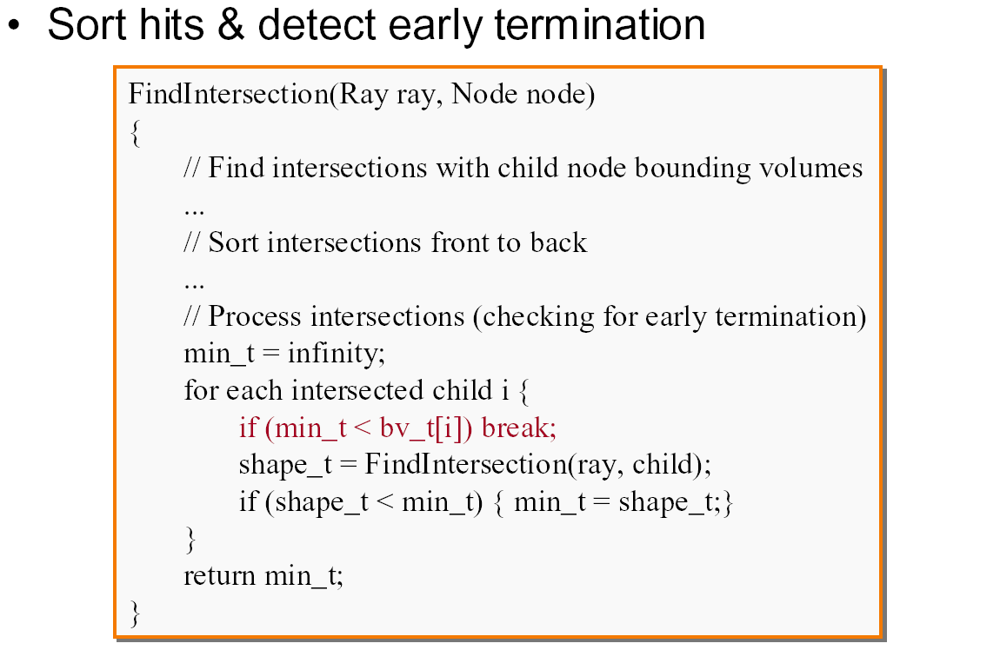 • Sort hits & detect early termination
FindIntersection(Ray ray, Node node)
{
// Find intersections with child node bounding volumes
...
// Sort intersections front to back
...
// Process intersections (checking for early termination)
min_t = infinity;
for each intersected child i {
if (min_t < bv_t[i]) break;
shape_t = FindIntersection(ray, child);
if (shape_t < min_t) { min_t = shape_t;}
}
return min_t;
}